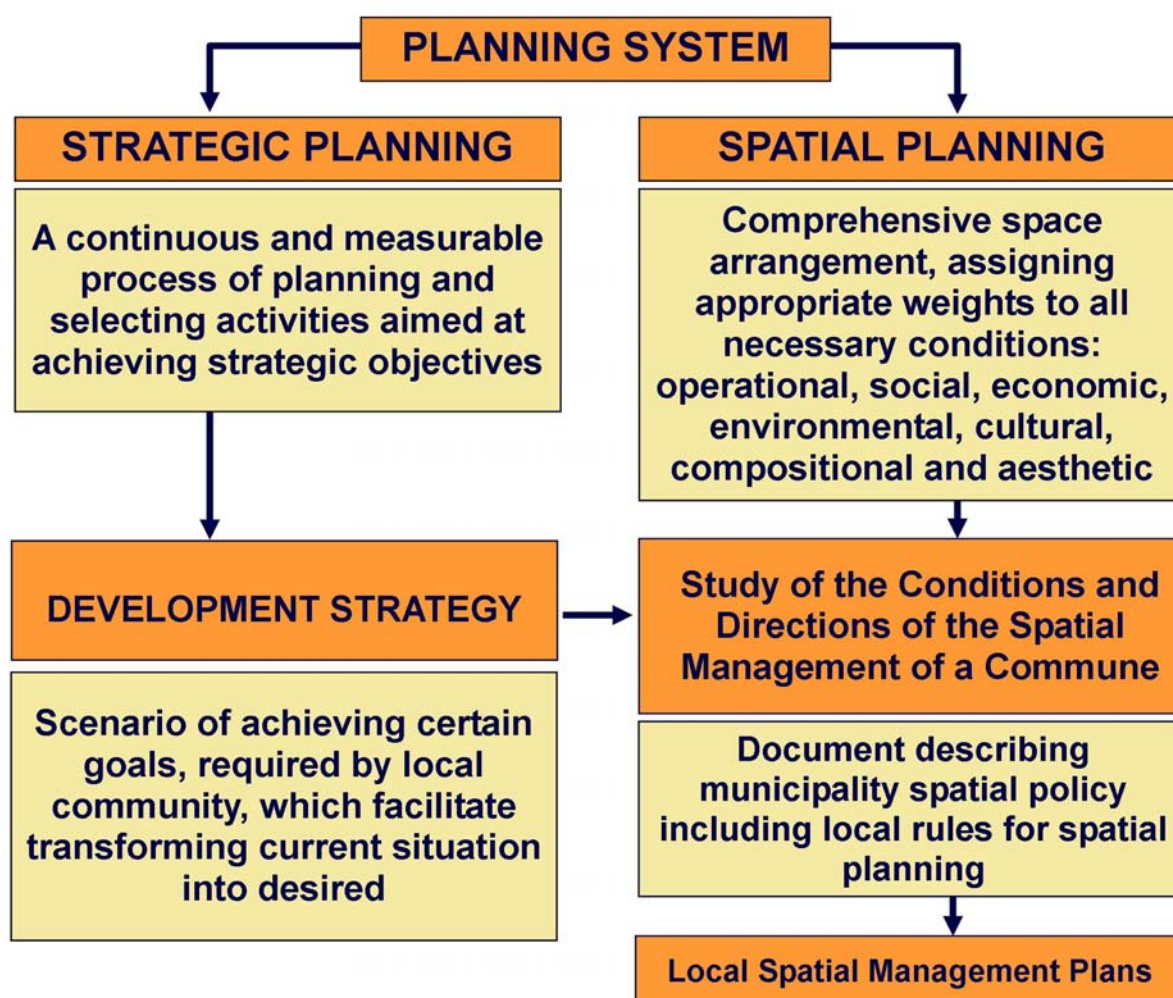 PLANNING SYSTEM
STRATEGIC PLANNING
A continuous and measurable
process of planning and
selecting activities aimed at
achieving strategic objectives
DEVELOPMENT STRATEGY
Scenario of achieving certain
goals, required by local
community, which facilitate
transforming current situation
into desired
SPATIAL PLANNING
Comprehensive space
arrangement, assigning
appropriate weights to all
necessary conditions:
operational, social, economic,
environmental, cultural,
compositional and aesthetic
Study of the Conditions and
Directions of the Spatial
Management of a Commune
Document describing
municipality spatial policy
including local rules for spatial
planning
Local Spatial Management Plans